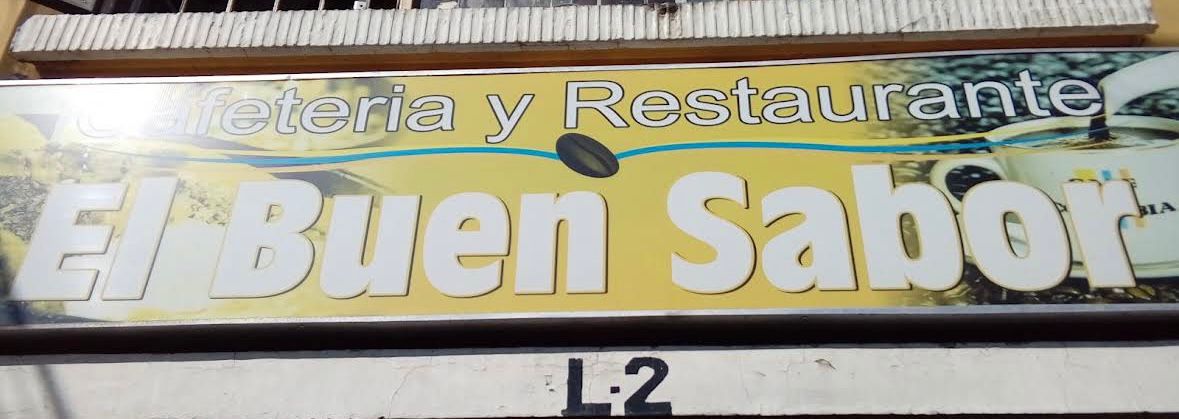 Cafeteria y Restaurante
El Buen Sabor
L-2